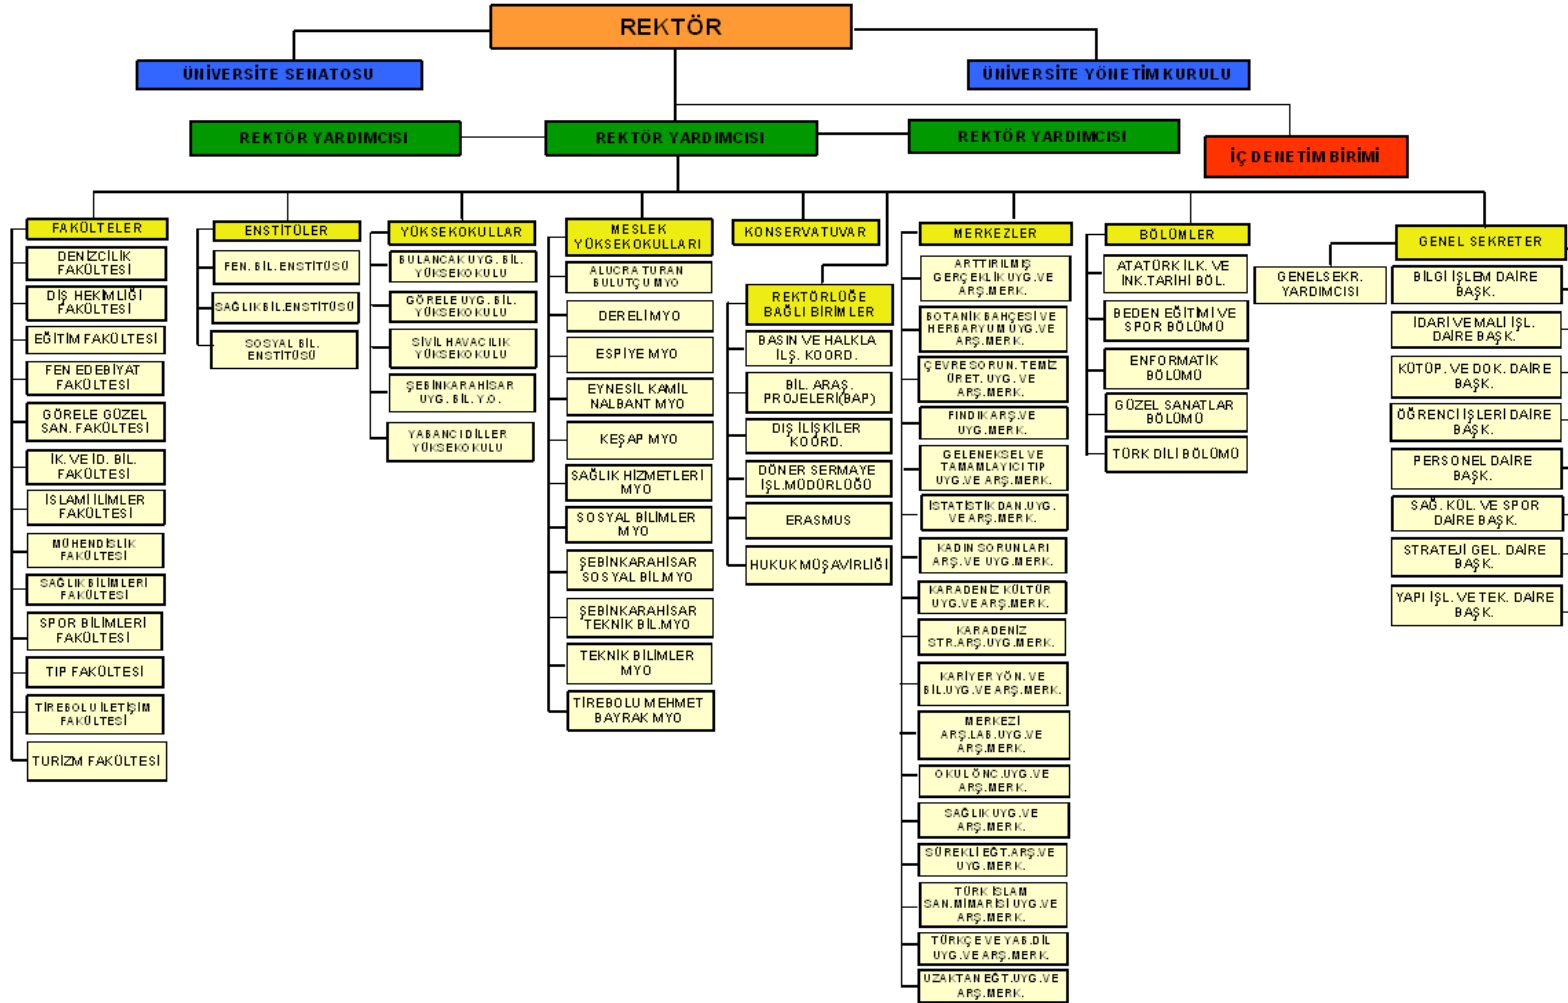 REKTÖR
ÜNİVERSİTE SENATOSU
ÜNİVERSİTE YÖNETİM KURULU
REKTÖR YARDIMCISI
REKTÖR YARDIMCISI
REKTÖR YARDIMCISI
İÇ DENETİM BİRİMİ
FAKÜLTELER
DENİZCİLİK
FAKÜLTESİ
DİŞ HEKİMLİĞİ
FAKÜLTESİ
EĞİTİM FAKÜLTESİ
FEN EDEBİYAT
FAKÜLTESİ
GÖRELE GÜZEL
SAN. FAKÜLTESİ
İK. VE İD. BİL.
FAKÜLTESİ
İSLAMİ İLİMLER
FAKÜLTESİ
MÜHENDİSLİK
FAKÜLTESİ
SAĞLIK BİLİMLERİ
FAKÜLTESİ
SPOR BİLİMLERİ
FAKÜLTESİ
TIP FAKÜLTESİ
TİREBOLU İLETİŞİM
FAKÜLTESİ
TURİZM FAKÜLTESİ
ENSTİTÜLER
FEN. BİL. ENSTİTÜSÜ
SAĞLIK BİL. ENSTİTÜSÜ
SOSYAL BİL.
ENSTİTÜSÜ
YÜKSEKOKULLAR
BULANCAK UYG. BİL.
YÜKSEKOKULU
GÖRELE UYG. BİL.
YÜKSEKOKULU
SİVİL HAVACILIK
YÜKSEKOKULU
ŞEBİNKARAHİSAR
UYG. BİL. Y.O.
YABANCI DİLLER
YÜKSEKOKULU
MESLEK
YÜKSEKOKULLARI
ALUCRA TURAN
BULUTÇU MYO
DERELİ MYO
ESPİYE MYO
EYNESİL KAMİL
NALBANT MYO
KEŞAP MYO
SAĞLIK HİZMETLERİ
MYO
SOSYAL BİLİMLER
MYO
ŞEBİNKARAHİSAR
SOSYAL BİL.MYO
ŞEBİNKARAHİSAR
TEKNİK BİL.MYO
TEKNİK BİLİMLER
MYO
TİREBOLU MEHMET
BAYRAK MYO
KONSERVATUVAR
REKTÖRLÜĞE
BAĞLI BİRİMLER
BASIN VE HALKLA
İLŞ. KOORD.
BİL. ARAŞ.
PROJELERİ(BAP)
DIŞ İLİŞKİLER
KOORD.
DÖNER SERMAYE
İŞL.MÜDÜRLÜĞÜ
ERASMUS
HUKUK MÜŞAVİRLİĞİ
MERKEZLER
ARTTIRILMIŞ
GERÇEKLİK UYG. VE
ARŞ.MERK.
BOTANİK BAHÇESİ VE
HERBARYUM UYG. VE
ARŞ.MERK.
ÇEVRE SORUN. TEMİZ
ÜRET. UYG. VE
ARŞ.MERK.
FINDIK ARŞ. VE
UYG.MERK.
GELENEKSEL VE
TAMAMLAYICI TIP
UYG. VE ARŞ.MERK.
İSTATİSTİK DAN. UYG.
VE ARŞ.MERK.
KADIN SORUNLARI
ARŞ. VE UYG.MERK.
KARADENİZ KÜLTÜR
UYG.VE ARŞ.MERK.
KARADENİZ
STR.ARŞ.UYG.MERK.
KARİYER YÖN. VE
BİL.UYG.VE ARŞ.MERK.
MERKEZİ
ARŞ.LAB.UYG.VE
ARŞ.MERK.
OKUL ÖNC.UYG.VE
ARŞ.MERK.
SAĞLIK UYG. VE
ARŞ.MERK.
SÜREKLİ EĞT.ARŞ.VE
UYG.MERK.
TÜRK İSLAM
SAN.MİMARİSİ UYG.VE
ARŞ.MERK.
TÜRKÇE VE YAB.DİL
UYG.VE ARŞ.MERK.
UZAKTAN EĞT.UYG.VE
ARŞ.MERK.
BÖLÜMLER
ATATÜRK İLK. VE
İNK.TARİHİ BÖL.
BEDEN EĞİTİMİ VE
SPOR BÖLÜMÜ
ENFORMATİK
BÖLÜMÜ
GÜZEL SANATLAR
BÖLÜMÜ
TÜRK DİLİ BÖLÜMÜ
GENEL SEKRETER
GENELSEKR.
YARDIMCISI
BİLGİ İŞLEM DAİRE
BAŞK.
İDARİ VE MALİ İŞL.
DAİRE BAŞK.
KÜTÜP. VE DOK. DAİRE
BAŞK.
ÖĞRENCİ İŞLERİ DAİRE
BAŞK.
PERSONEL DAİRE
BAŞK.
SAĞ. KÜL. VE SPOR
DAİRE BAŞK.
STRATEJİ GEL. DAİRE
BAŞK.
YAPI İŞL. VE TEK. DAİRE
BAŞK.